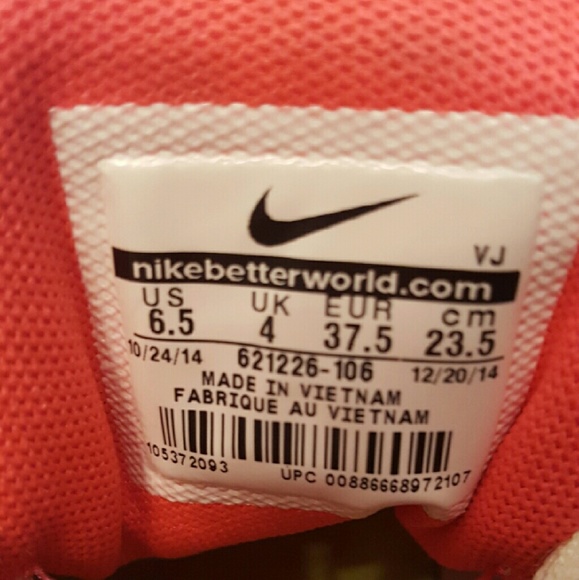 VJ
nikebetterworld.com
US UK EUR cm
6.5 4 37.5 23.5
10/24/14 621226-106 12/20/14
MADE IN VIETNAM
FABRIQUE AU VIETNAM
105372093 UPC 00886668972107